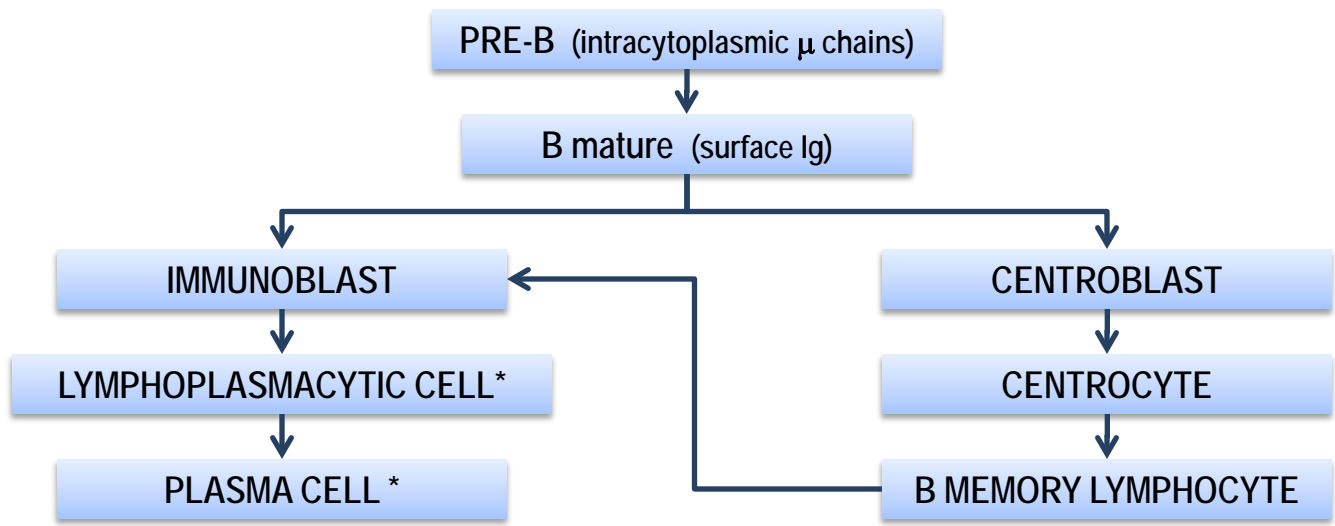 PRE-B (intracytoplasmic μ chains)
B mature (surface Ig)
IMMUNOBLAST
CENTROBLAST
LYMPHOPLASMACYTIC CELL*
CENTROCYTE
PLASMA CELL *
B MEMORY LYMPHOCYTE